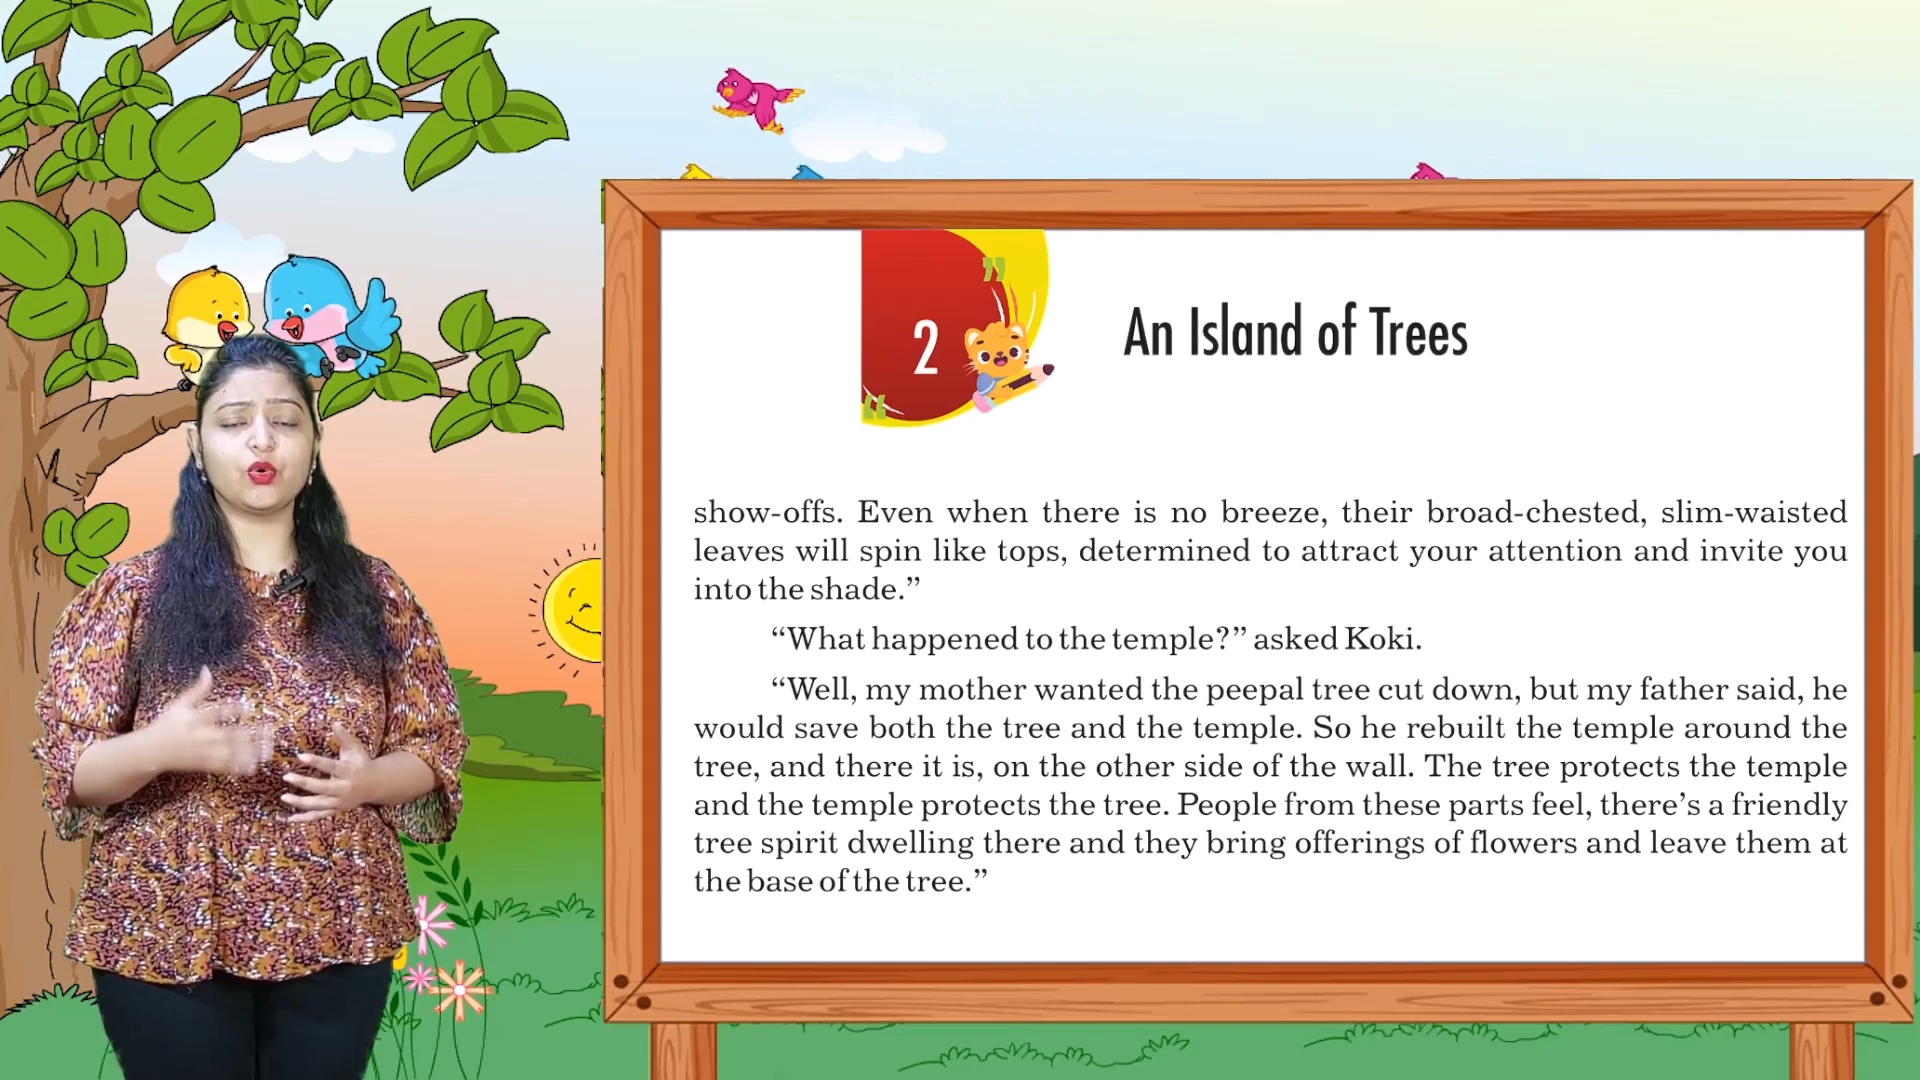 2
An Island of Trees
show-offs. Even when there is no breeze, their broad-chested, slim-waisted
leaves will spin like tops, determined to attract your attention and invite you
into the shade.”
“What happened to the temple?” asked Koki.
“Well, my mother wanted the peepal tree cut down, but my father said, he
would save both the tree and the temple. So he rebuilt the temple around the
tree, and there it is, on the other side of the wall. The tree protects the temple
and the temple protects the tree. People from these parts feel, there’s a friendly
tree spirit dwelling there and they bring offerings of flowers and leave them at
the base of the tree.”